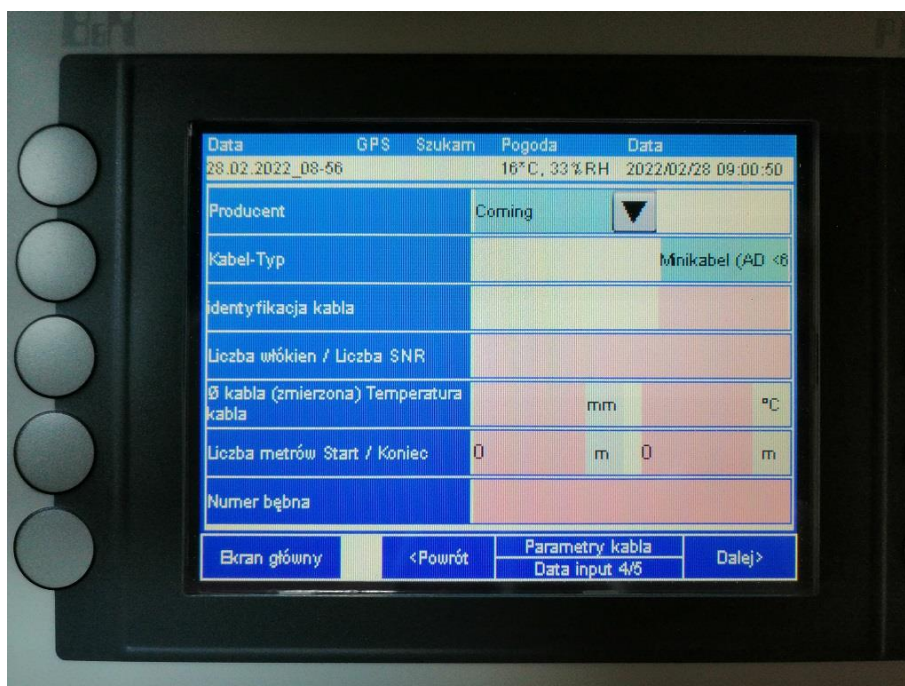 Data GPS Szukam Pogoda Data
28.02.2022_08-56 16°C, 33%RH 2022/02/28 09:00:50
Producent Corning
Kabel-Typ Minikabel (AD <6
identyfikacja kabla
Liczba włókien / Liczba SNR
Ø kabla (zmierzona) Temperatura
kabla mm °C
Liczba metrów Start / Koniec 0 m 0 m
Numer bębna
Ekran główny <Powrót Parametry kabla Dalej>
Data input 4/5